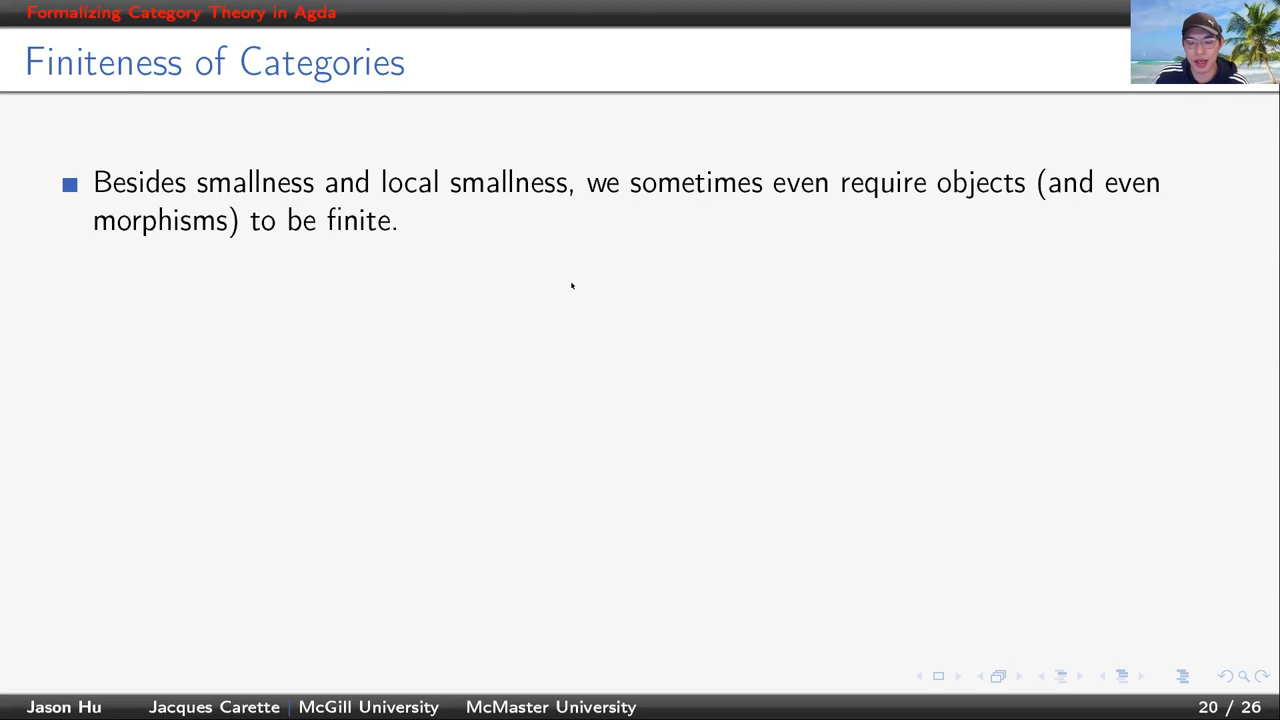 Formalizing Category Theory in Agda
Finiteness of Categories
Besides smallness and local smallness, we sometimes even require objects (and even
morphisms) to be finite.
Jason Hu Jacques Carette | McGill University McMaster University 20 / 26